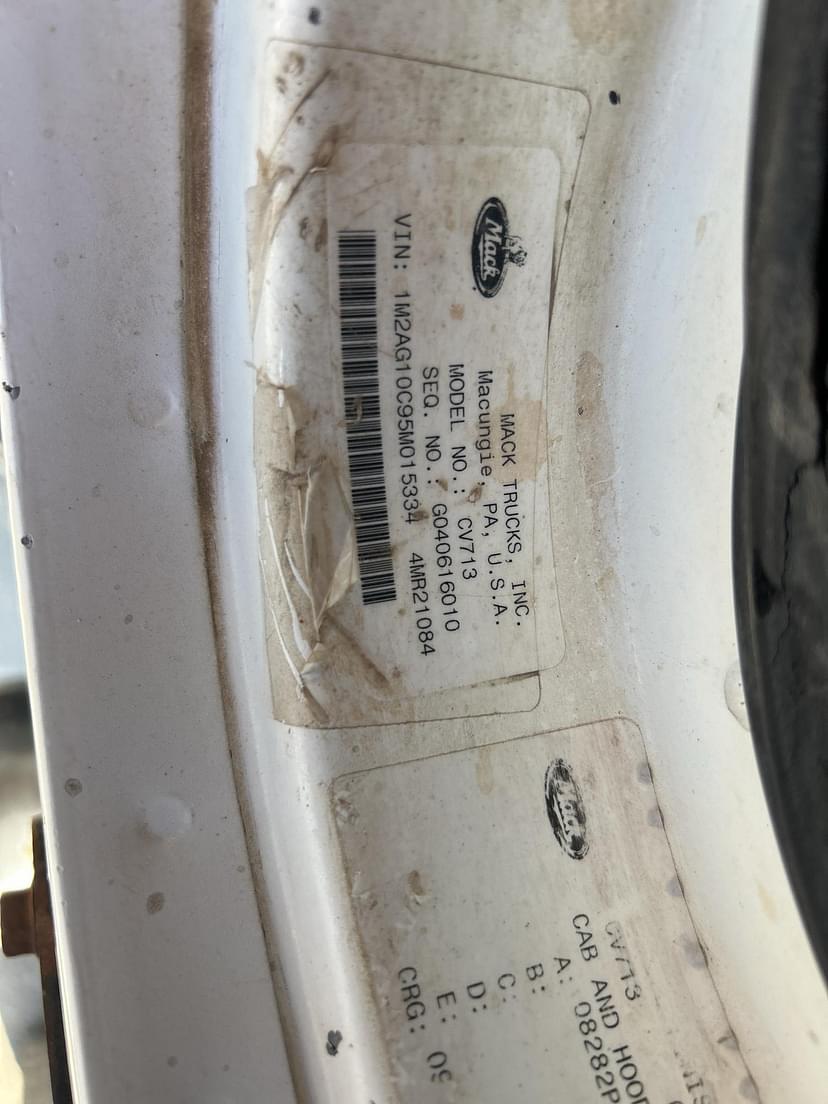 Mack
MACK TRUCKS, INC.
Macungie, PA, U.S.A.
MODEL NO.: CV713
SEQ. NO.: G040616010
VIN: 1M2AG10C95M015334 4MR21084
Mack
CV713
CAB AND HOOD
A: 08282P
B:
C:
D:
E:
CRG: 09